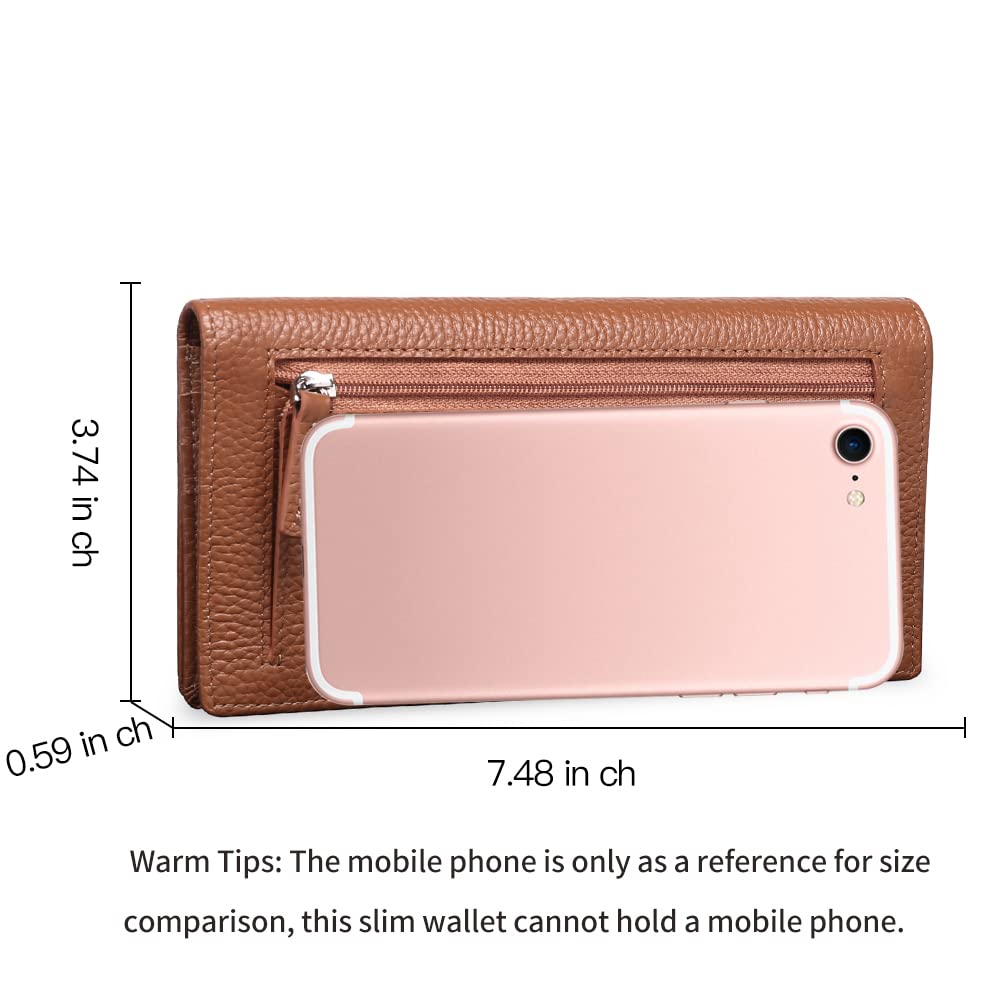 3.74 in ch
0.59 in ch
7.48 in ch
Warm Tips: The mobile phone is only as a reference for size
comparison, this slim wallet cannot hold a mobile phone.